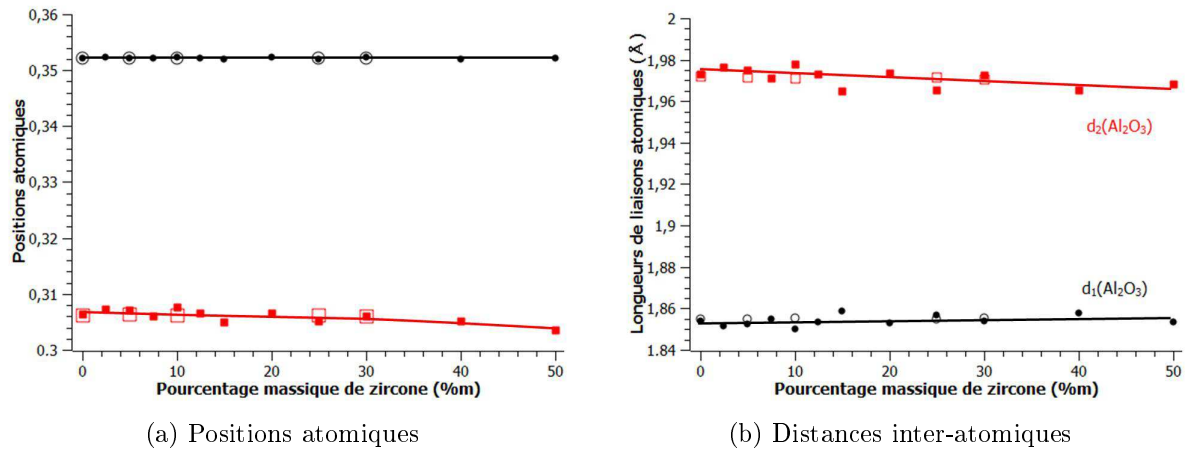 0,36
0,35
0,34
0,33
0,32
0,31
0,3
Positions atomiques
0 10 20 30 40 50
Pourcentage massique de zircone (%m)
(a) Positions atomiques
2
1,98
1,96
1,94
1,92
1,9
1,88
1,86
1.84
Longueurs de liaisons atomiques (Å)
d₂(Al₂O₃)
d₁(Al₂O₃)
0 10 20 30 40 50
Pourcentage massique de zircone (%m)
(b) Distances inter-atomiques